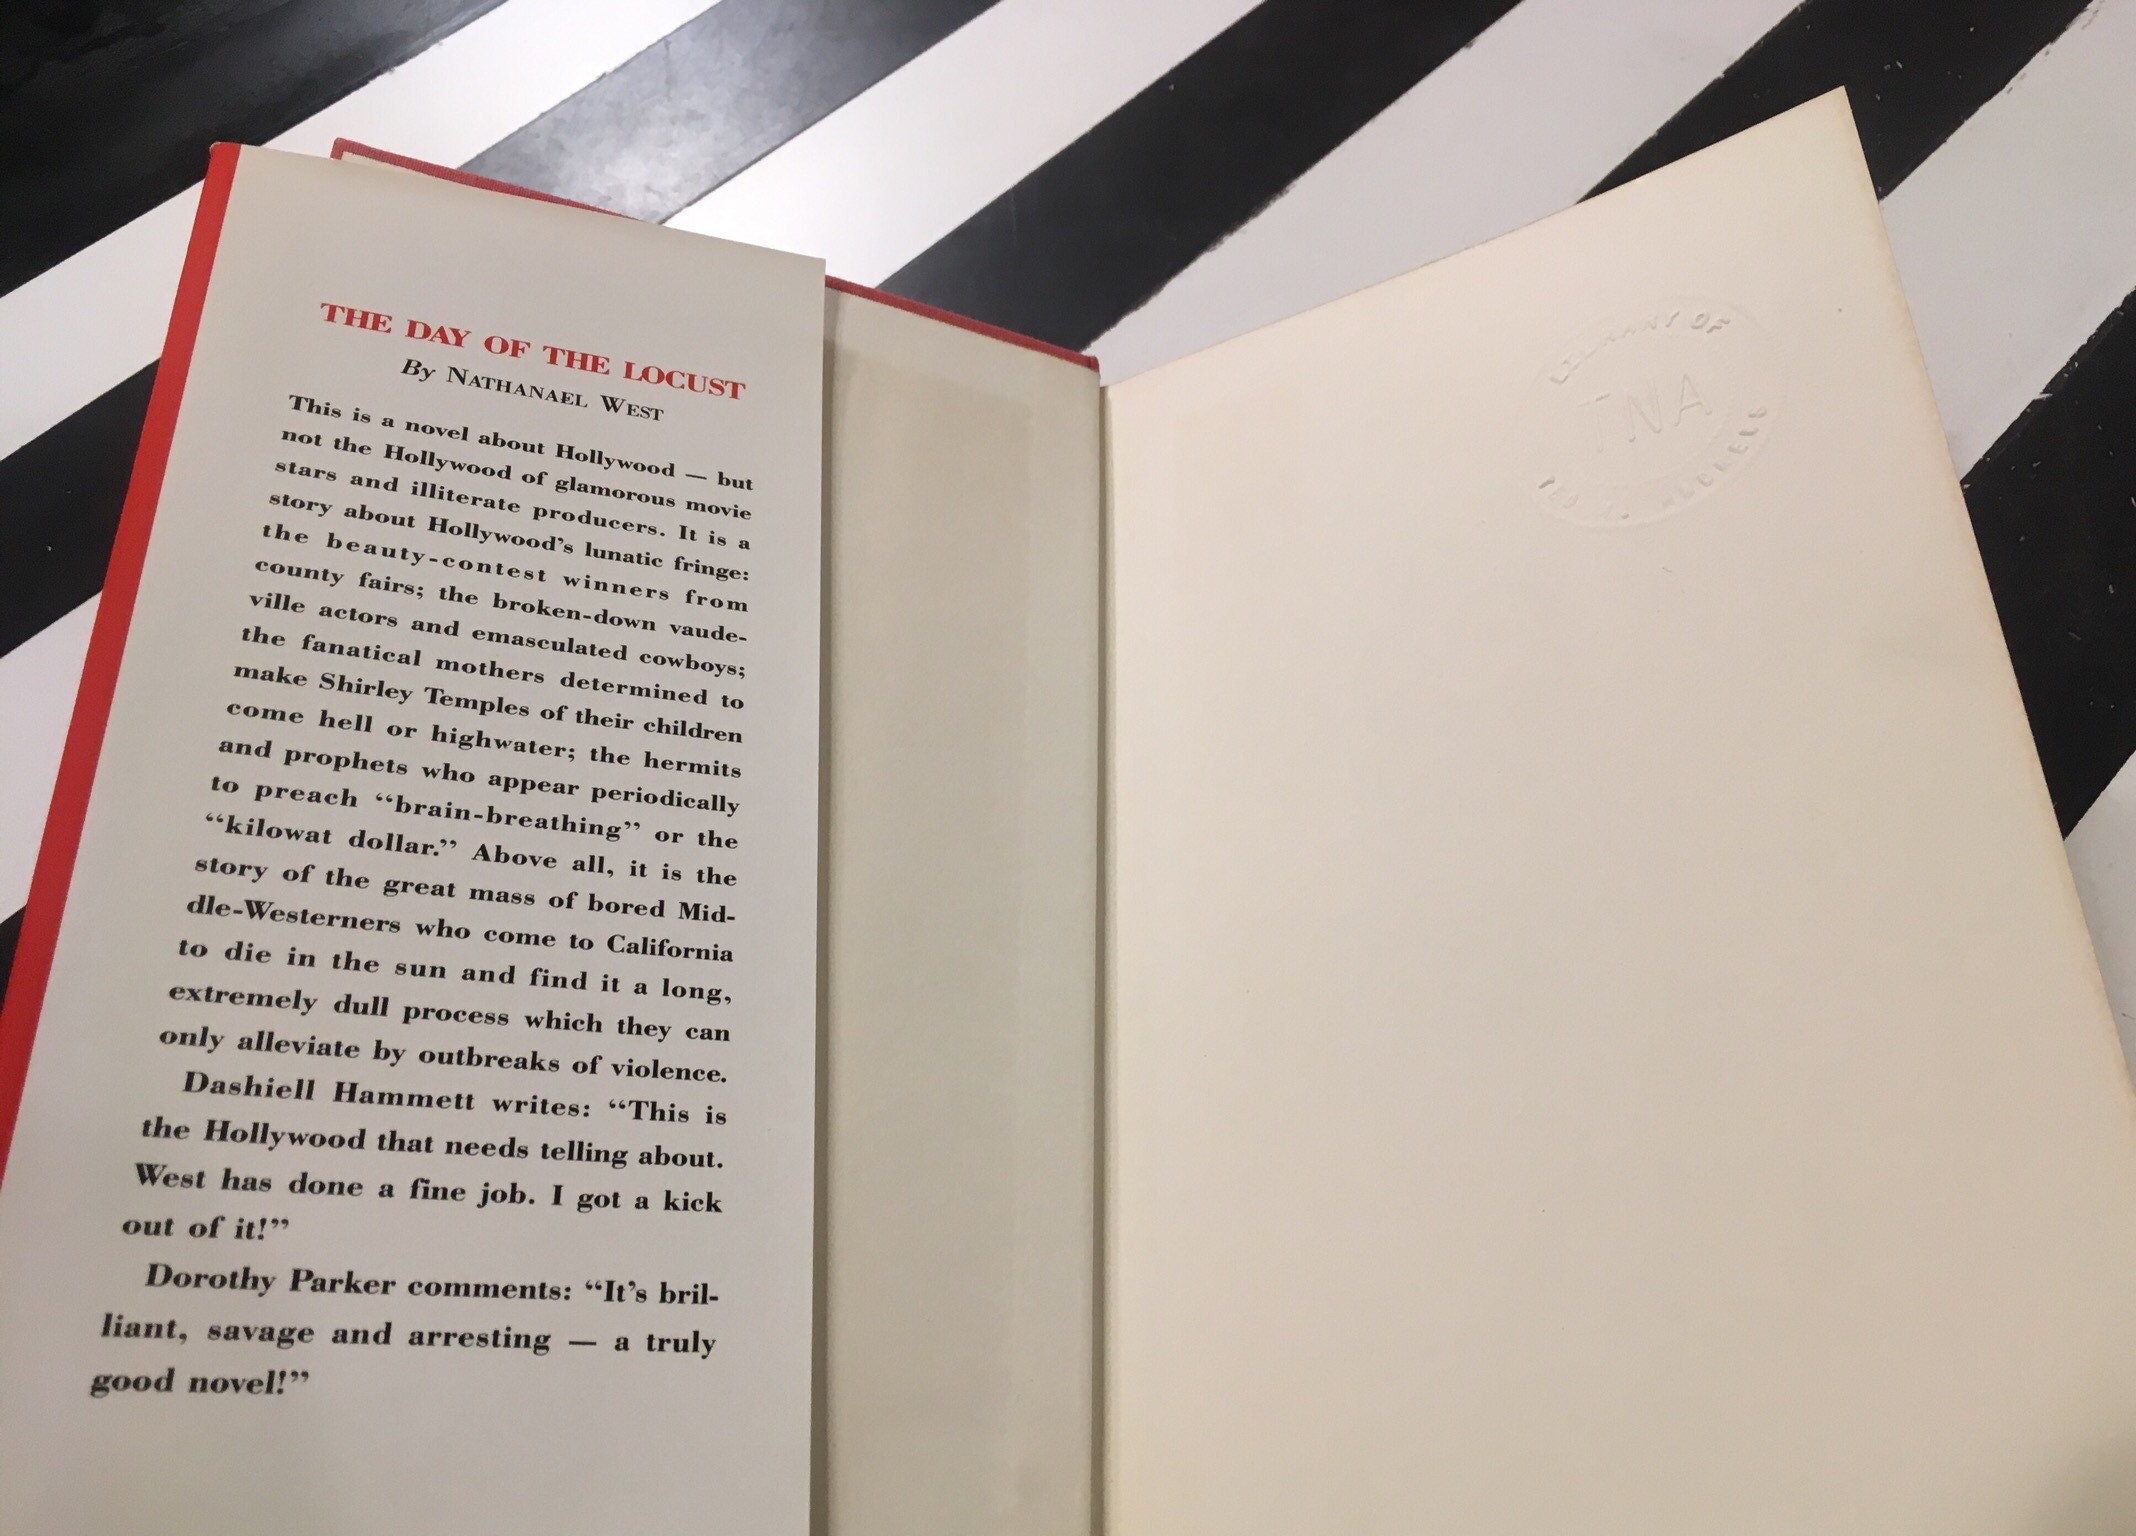 THE DAY OF THE LOCUST
By NATHANAEL WEST
This is a novel about Hollywood — but
not the Hollywood of glamorous movie
stars and illiterate producers. It is a
story about Hollywood's lunatic fringe:
the beauty-contest winners from
county fairs; the broken-down vaude-
ville actors and emasculated cowboys;
the fanatical mothers determined to
make Shirley Temples of their children
come hell or highwater; the hermits
and prophets who appear periodically
to preach “brain-breathing” or the
“kilowat dollar.” Above all, it is the
story of the great mass of bored Mid-
dle-Westerners who come to California
to die in the sun and find it a long,
extremely dull process which they can
only alleviate by outbreaks of violence.
Dashiell Hammett writes: “This is
the Hollywood that needs telling about.
West has done a fine job. I got a kick
out of it!”
Dorothy Parker comments: “It's bril-
liant, savage and arresting — a truly
good novel!”
LIBRARY OF